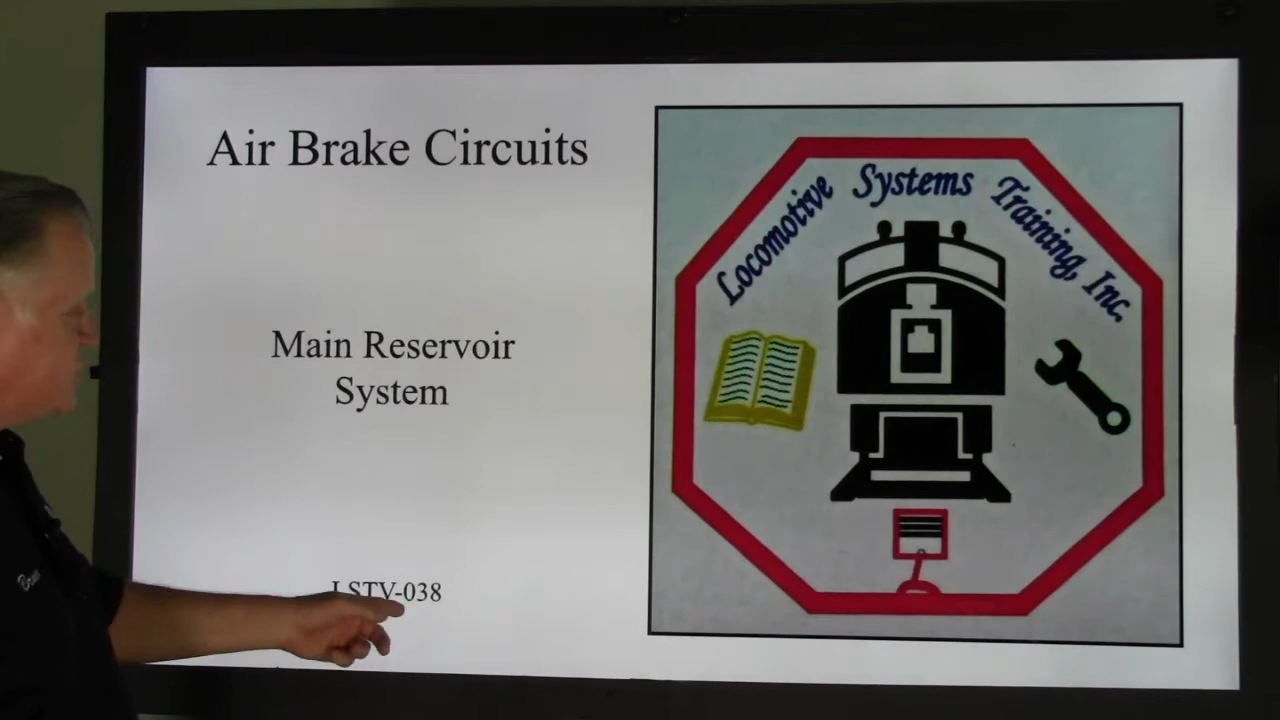 Air Brake Circuits
Main Reservoir
System
LSTV-038
Locomotive Systems Training, Inc.